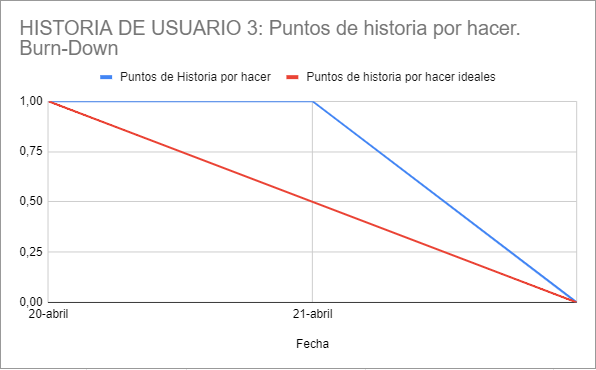 HISTORIA DE USUARIO 3: Puntos de historia por hacer.
Burn-Down
Puntos de Historia por hacer
Puntos de historia por hacer ideales
1,00
0,75
0,50
0,25
0,00
20-abril
21-abril
Fecha